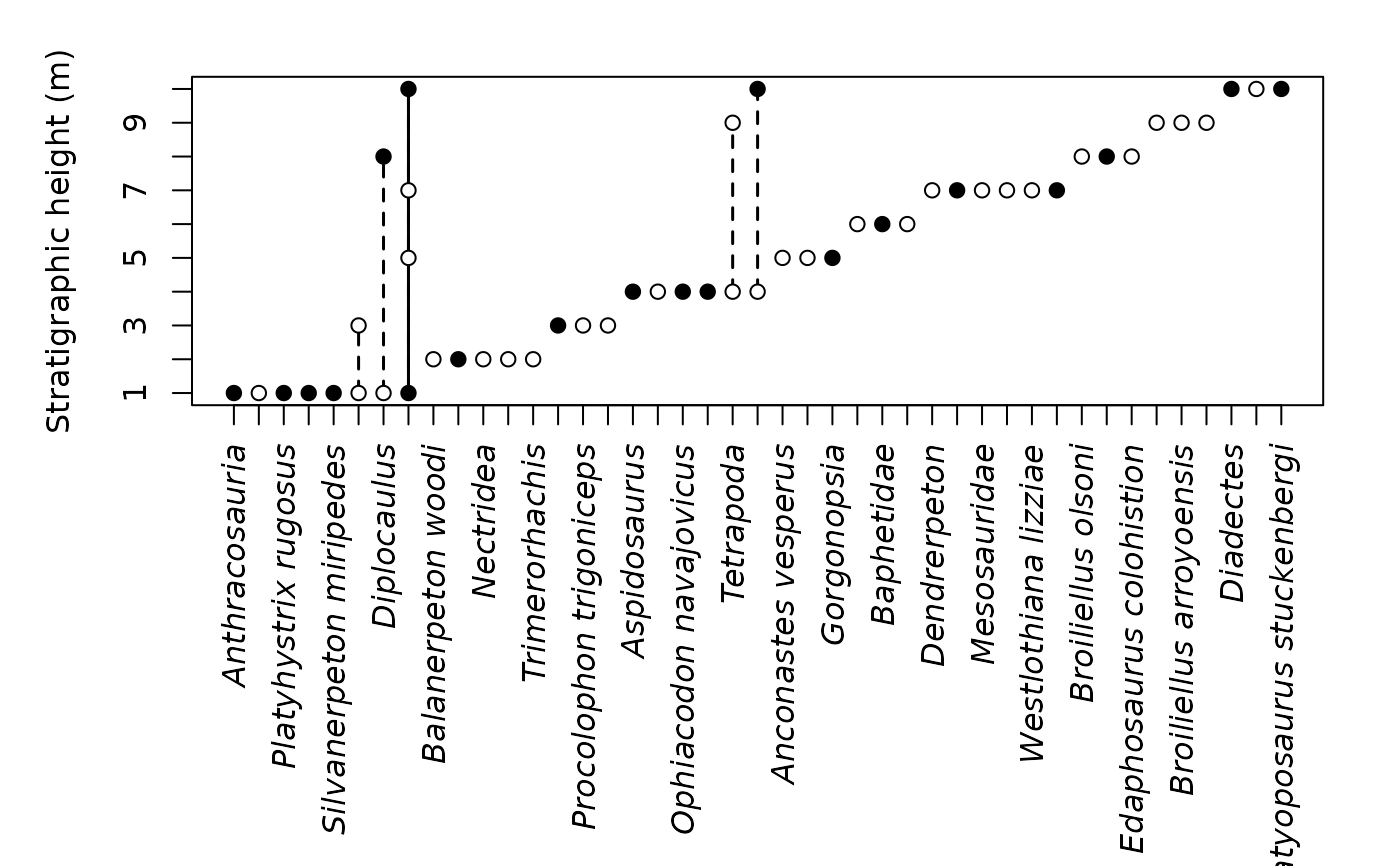 Stratigraphic height (m)
9
7
5
3
1
Anthracosauria
Platyhystrix rugosus
Silvanerpeton miripedes
Diplocaulus
Balanerpeton woodi
Nectridea
Trimerorhachis
Procolophon trigoniceps
Aspidosaurus
Ophiacodon navajovicus
Tetrapoda
Anconastes vesperus
Gorgonopsia
Baphetidae
Dendrerpeton
Mesosauridae
Westlothiana lizziae
Broiliellus olsoni
Edaphosaurus colohistion
Broiliellus arroyoensis
Diadectes
atyoposaurus stuckenbergi